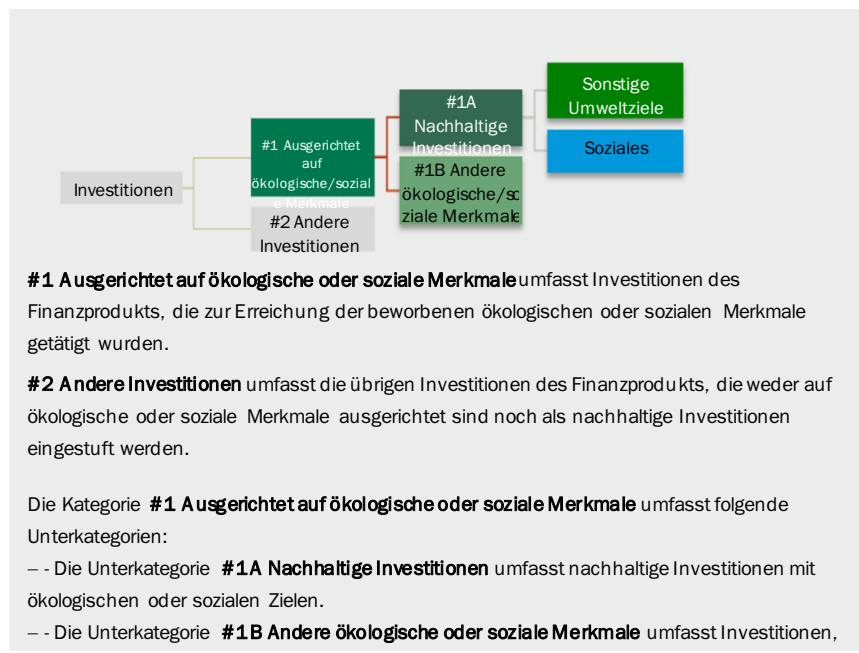 Sonstige
Umweltziele
#1A
Nachhaltige
Investitionen
Soziales
#1 Ausgerichtet
auf
ökologische/sozial
e Merkmale
#1B Andere
ökologische/so
ziale Merkmale
Investitionen
#2 Andere
Investitionen
#1 Ausgerichtet auf ökologische oder soziale Merkmale umfasst Investitionen des
Finanzprodukts, die zur Erreichung der beworbenen ökologischen oder sozialen Merkmale
getätigt wurden.
#2 Andere Investitionen umfasst die übrigen Investitionen des Finanzprodukts, die weder auf
ökologische oder soziale Merkmale ausgerichtet sind noch als nachhaltige Investitionen
eingestuft werden.
Die Kategorie #1 Ausgerichtet auf ökologische oder soziale Merkmale umfasst folgende
Unterkategorien:
– - Die Unterkategorie #1A Nachhaltige Investitionen umfasst nachhaltige Investitionen mit
ökologischen oder sozialen Zielen.
– - Die Unterkategorie #1B Andere ökologische oder soziale Merkmale umfasst Investitionen,